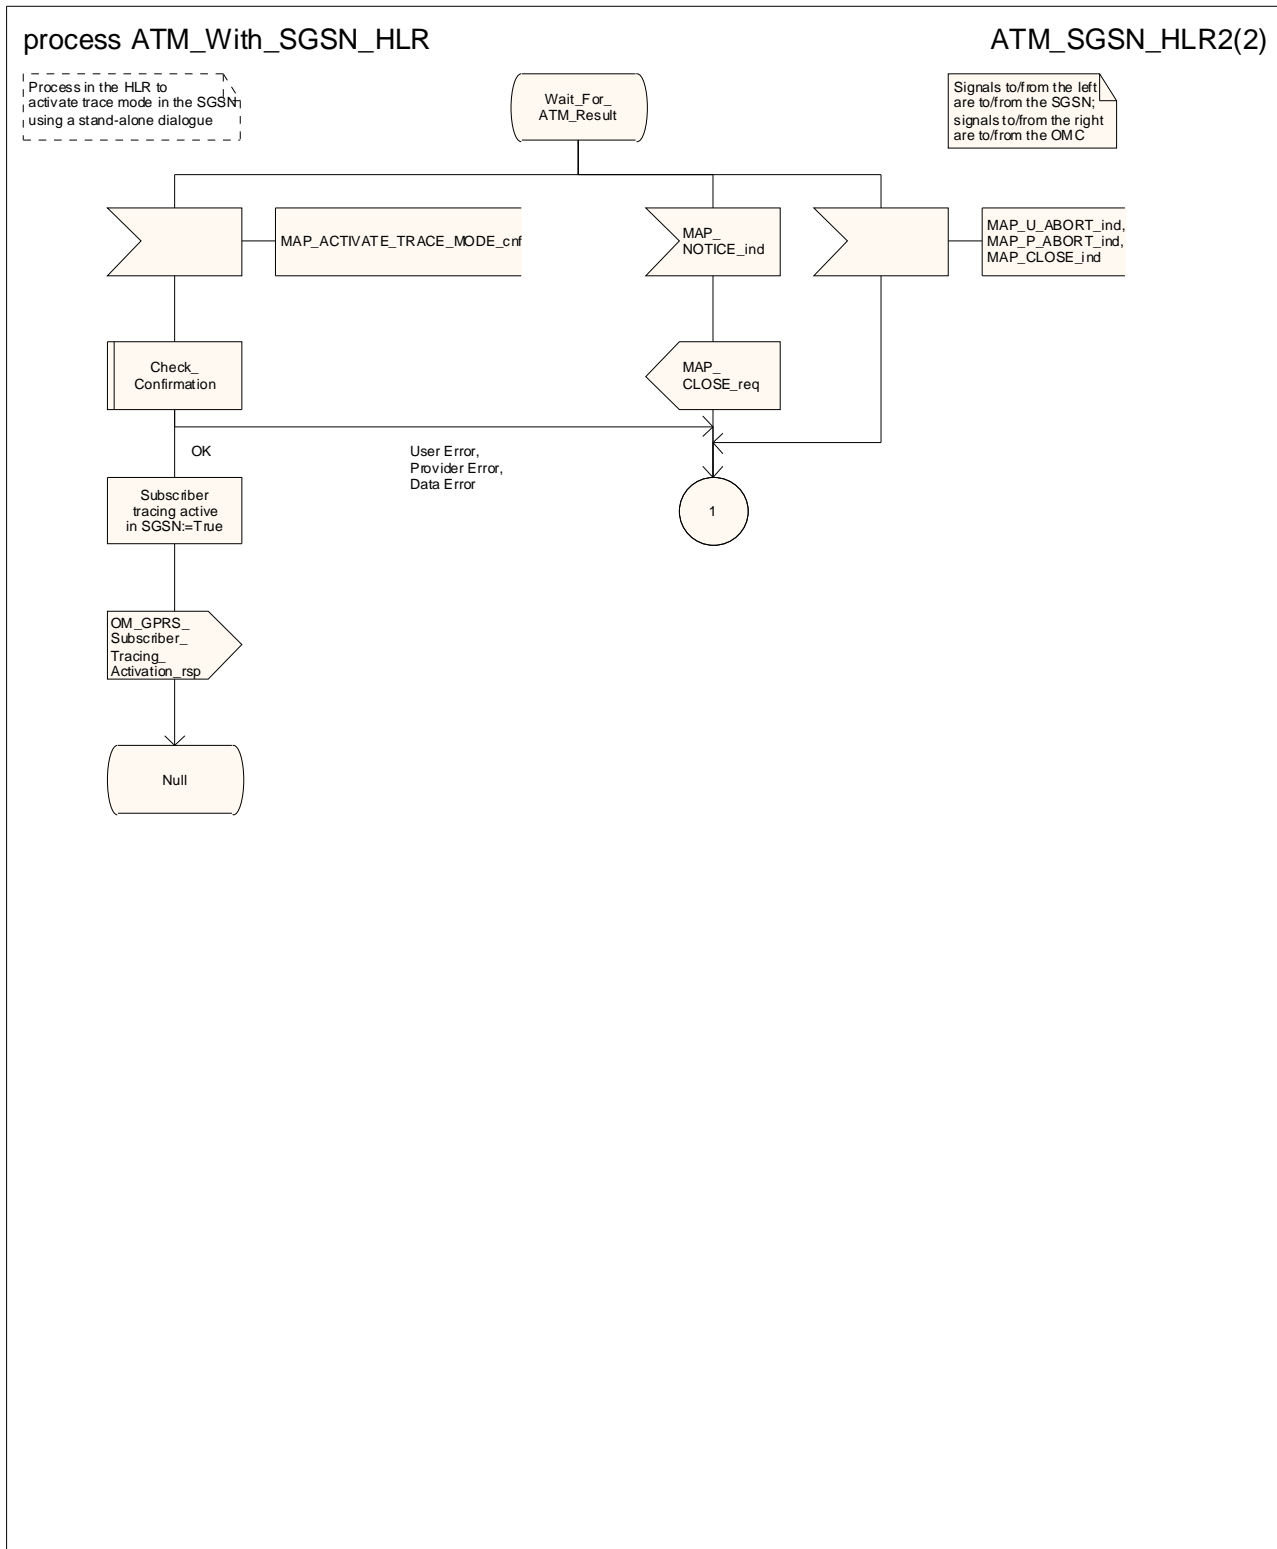 process ATM_With_SGSN_HLR
ATM_SGSN_HLR2(2)
Process in the HLR to
activate trace mode in the SGSN
using a stand-alone dialogue
Wait_For_
ATM_Result
Signals to/from the left
are to/from the SGSN;
signals to/from the right
are to/from the OMC
MAP_ACTIVATE_TRACE_MODE_cnf
MAP_
NOTICE_ind
MAP_U_ABORT_ind,
MAP_P_ABORT_ind,
MAP_CLOSE_ind
Check_
Confirmation
MAP_
CLOSE_req
OK
User Error,
Provider Error,
Data Error
Subscriber
tracing active
in SGSN:=True
1
OM_GPRS_
Subscriber_
Tracing_
Activation_rsp
Null